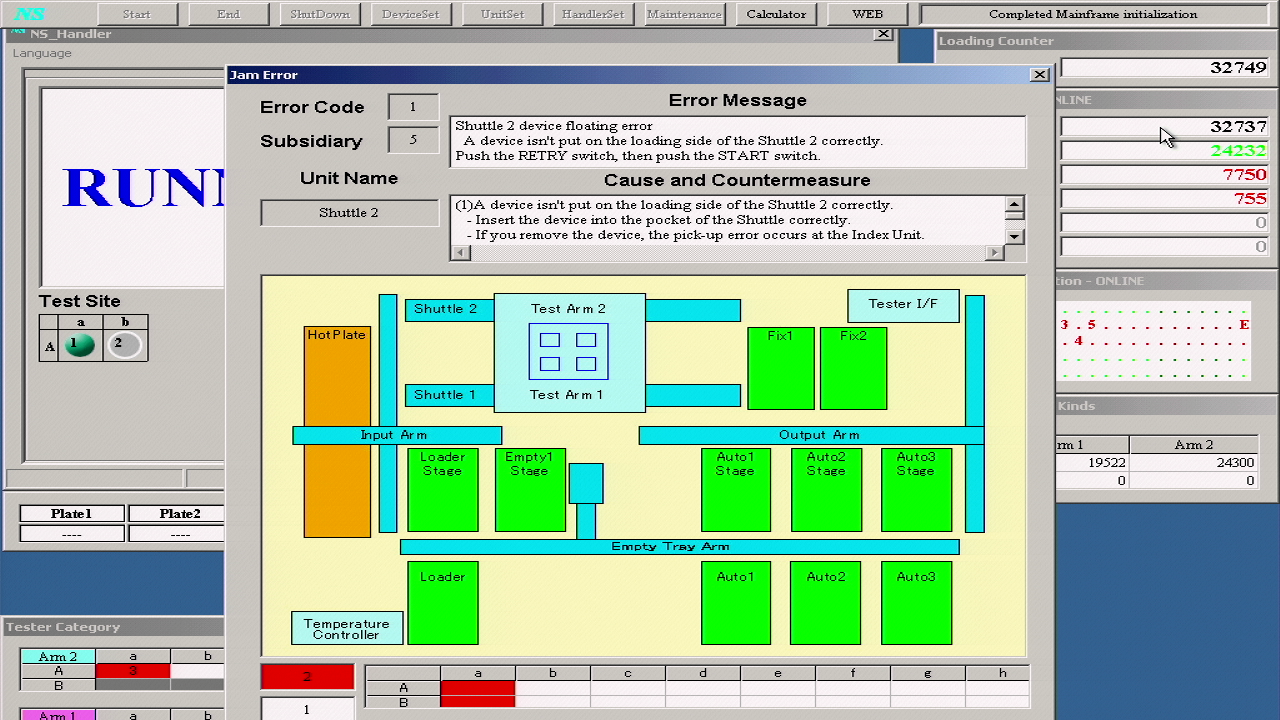 NS Start End ShutDown DeviceSet UnitSet HandlerSet Maintenance Calculator WEB Completed Mainframe initialization
NS_Handler
Language
RUNN
Test Site
a b
A 1 2
Plate1 Plate2
---- ----
Tester Category
Arm 2 a b
A 3
B
Arm 1 a b
Jam Error
Error Code 1
Subsidiary 5
Unit Name
Shuttle 2
Error Message
Shuttle 2 device floating error
A device isn't put on the loading side of the Shuttle 2 correctly.
Push the RETRY switch, then push the START switch.
Cause and Countermeasure
(1)A device isn't put on the loading side of the Shuttle 2 correctly.
- Insert the device into the pocket of the Shuttle correctly.
- If you remove the device, the pick-up error occurs at the Index Unit.
Shuttle 2 Test Arm 2 Tester I/F
HotPlate Fix1 Fix2
Shuttle 1 Test Arm 1
Input Arm Output Arm
Loader Stage Empty1 Stage Auto1 Stage Auto2 Stage Auto3 Stage
Empty Tray Arm
Loader Auto1 Auto2 Auto3
Temperature
Controller
2 a b c d e f g h
A
1 B
Loading Counter
32749
NLINE
32737
24232
7750
755
0
0
tion - ONLINE
3 . 5 . . . . . . . . . . E
. 4 . . . . . . . . . . .
Kinds
rm 1 Arm 2
19522 24300
0 0